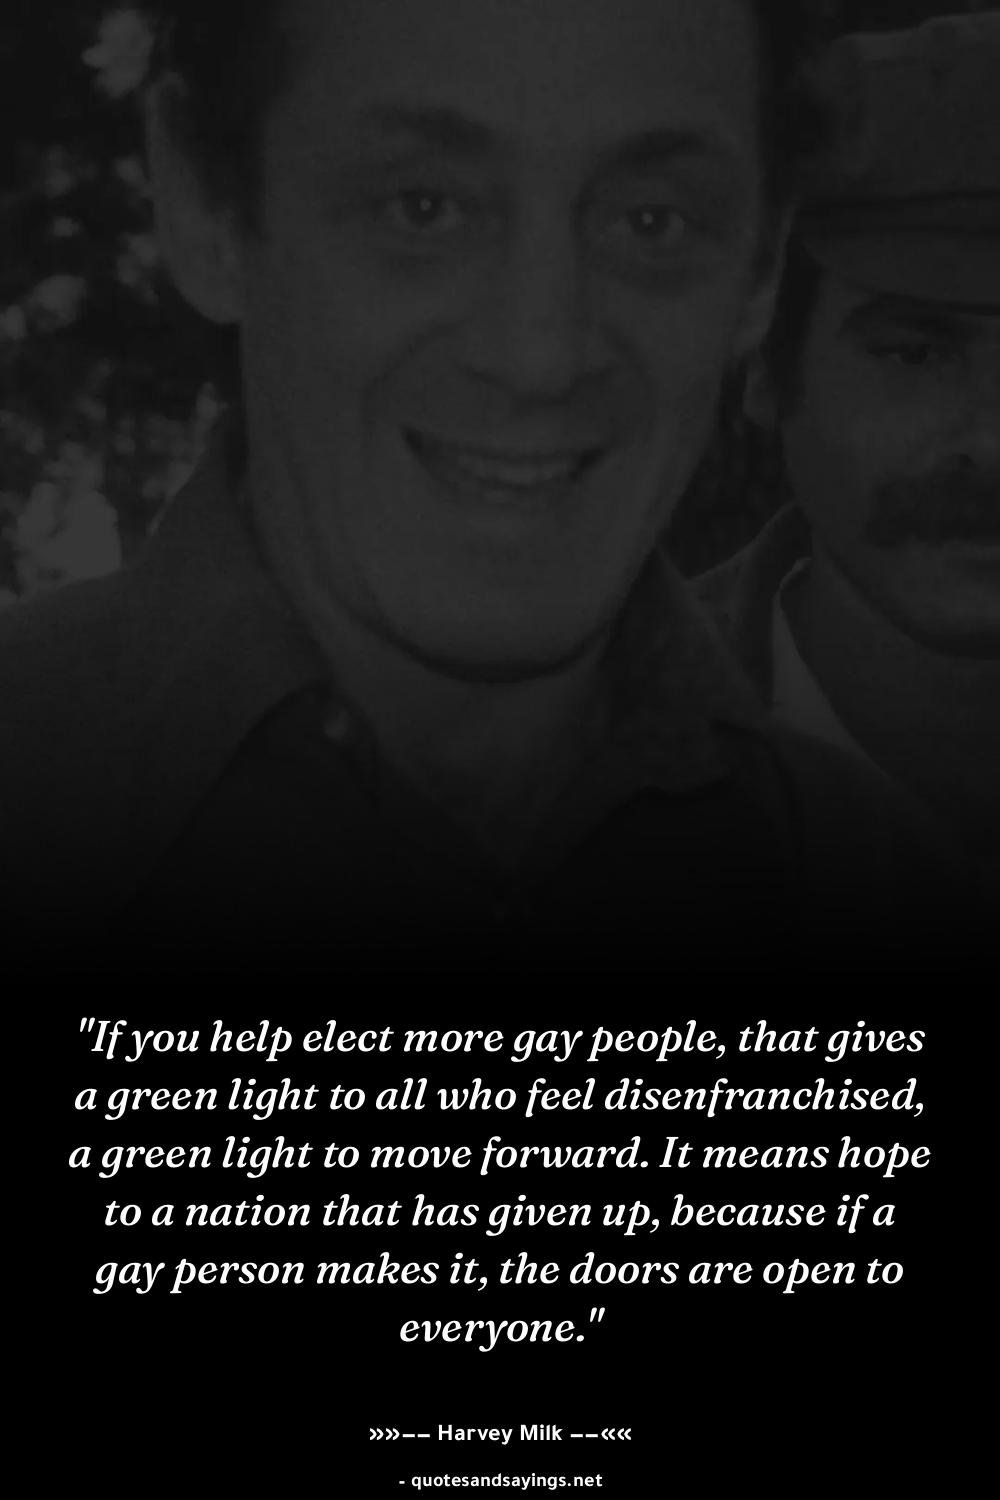 "If you help elect more gay people, that gives
a green light to all who feel disenfranchised,
a green light to move forward. It means hope
to a nation that has given up, because if a
gay person makes it, the doors are open to
everyone."
»»–– Harvey Milk ––««
- quotesandsayings.net